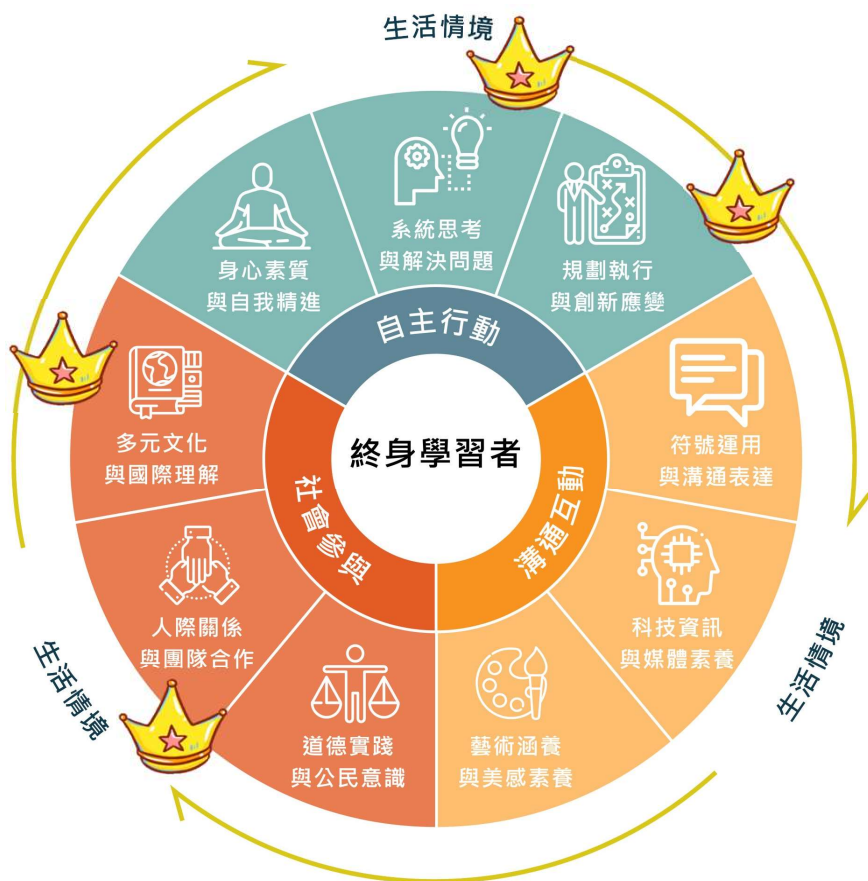 生活情境
系統思考
與解決問題
規劃執行
與創新應變
符號運用
與溝通表達
科技資訊
與媒體素養
藝術涵養
與美感素養
道德實踐
與公民意識
人際關係
與團隊合作
多元文化
與國際理解
身心素質
與自我精進
自主行動
溝通互動
社會參與
終身學習者
生活情境
生活情境